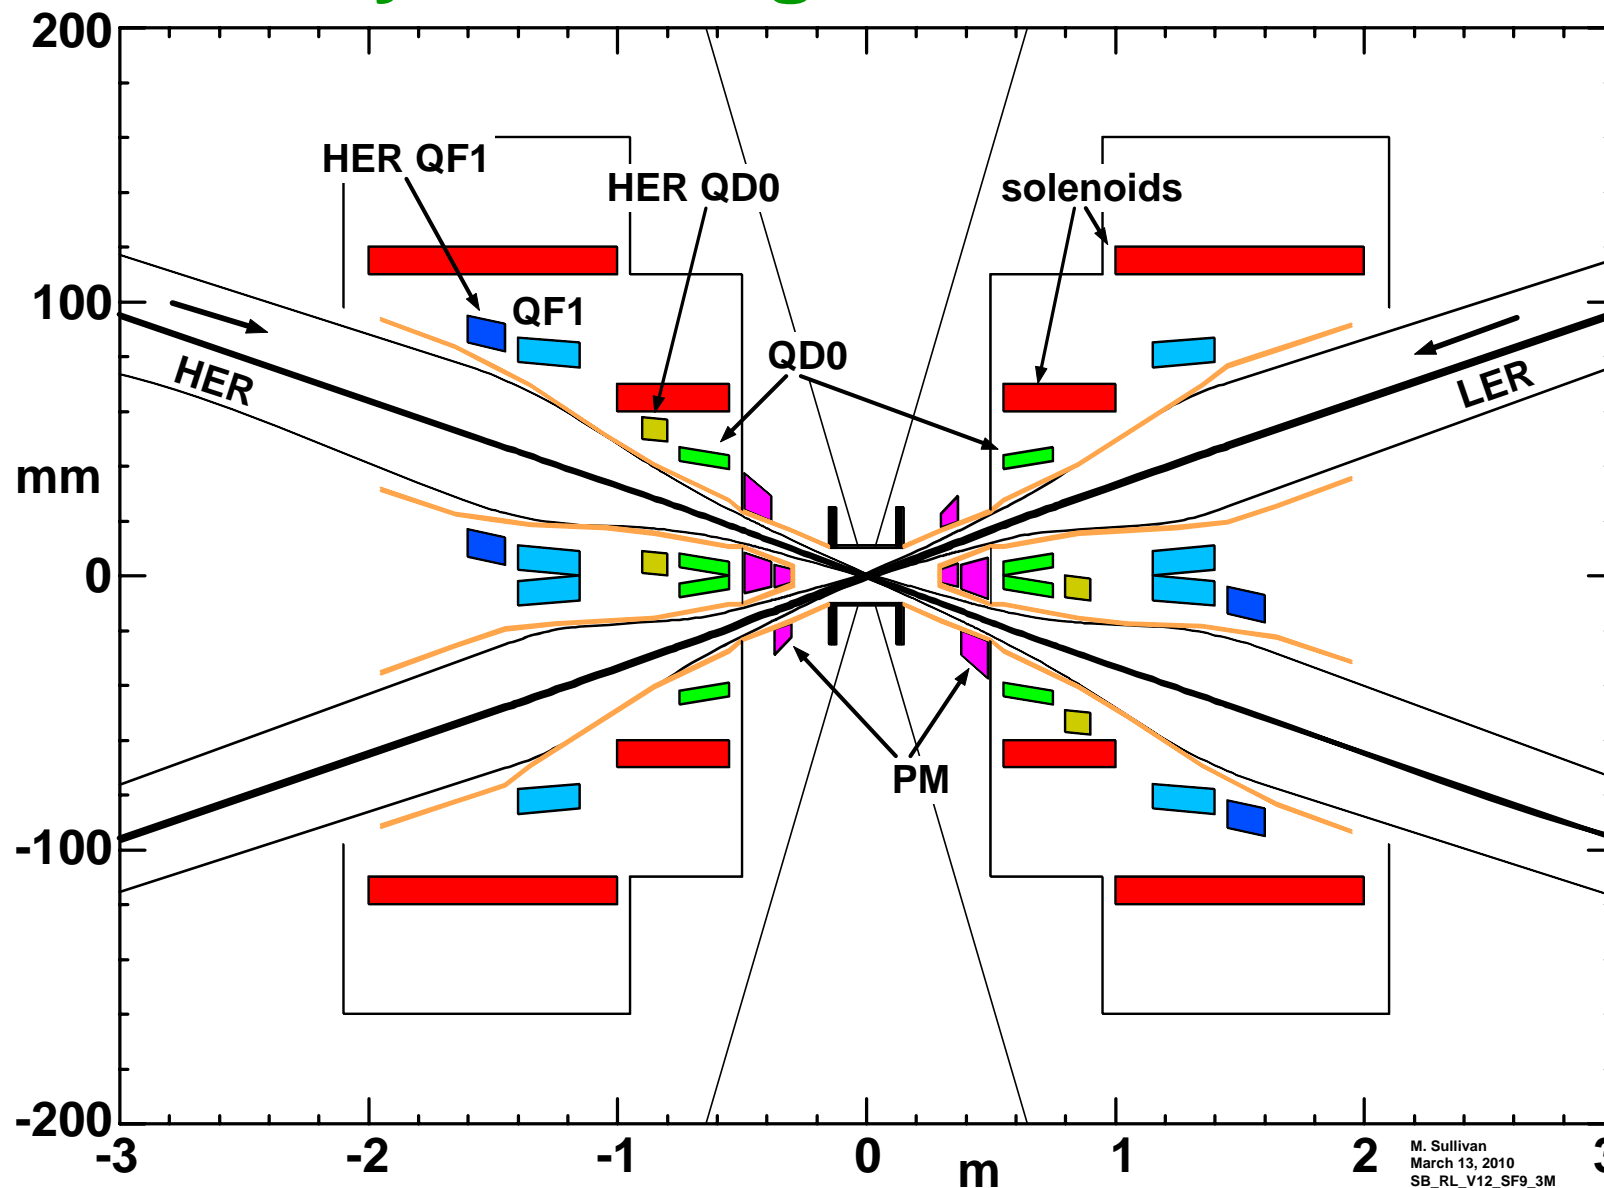 200
HER QF1
HER QD0
solenoids
100
QF1
QD0
HER
LER
mm
0
PM
-100
-200
-3
-2
-1
0
m
1
2
M. Sullivan
March 13, 2010
SB_RL_V12_SF9_3M